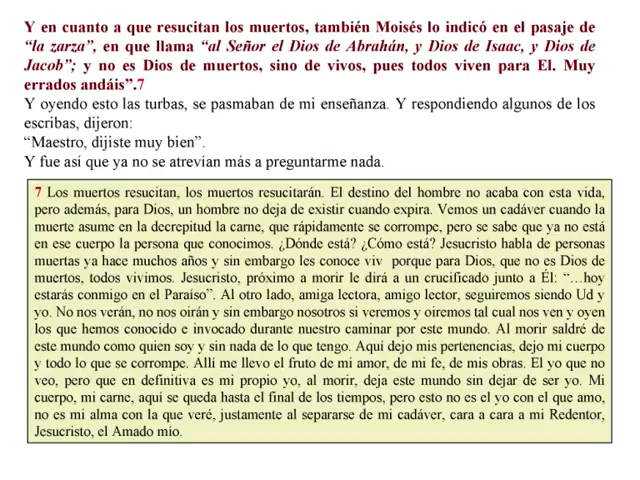 Y en cuanto a que resucitan los muertos, también Moisés lo indicó en el pasaje de
“la zarza”, en que llama “al Señor el Dios de Abrahán, y Dios de Isaac, y Dios de
Jacob”; y no es Dios de muertos, sino de vivos, pues todos viven para El. Muy
errados andáis”.7
Y oyendo esto las turbas, se pasmaban de mi enseñanza. Y respondiendo algunos de los
escribas, dijeron:
“Maestro, dijiste muy bien”.
Y fue así que ya no se atrevían más a preguntarme nada.
7 Los muertos resucitan, los muertos resucitarán. El destino del hombre no acaba con esta vida,
pero además, para Dios, un hombre no deja de existir cuando expira. Vemos un cadáver cuando la
muerte asume en la decrepitud la carne, que rápidamente se corrompe, pero se sabe que ya no está
en ese cuerpo la persona que conocimos. ¿Dónde está? ¿Cómo está? Jesucristo habla de personas
muertas ya hace muchos años y sin embargo les conoce viv porque para Dios, que no es Dios de
muertos, todos vivimos. Jesucristo, próximo a morir le dirá a un crucificado junto a Él: “…hoy
estarás conmigo en el Paraíso”. Al otro lado, amiga lectora, amigo lector, seguiremos siendo Ud y
yo. No nos verán, no nos oirán y sin embargo nosotros si veremos y oiremos tal cual nos ven y oyen
los que hemos conocido e invocado durante nuestro caminar por este mundo. Al morir saldré de
este mundo como quien soy y sin nada de lo que tengo. Aquí dejo mis pertenencias, dejo mi cuerpo
y todo lo que se corrompe. Allí me llevo el fruto de mi amor, de mi fe, de mis obras. El yo que no
veo, pero que en definitiva es mi propio yo, al morir, deja este mundo sin dejar de ser yo. Mi
cuerpo, mi carne, aquí se queda hasta el final de los tiempos, pero esto no es el yo con el que amo,
no es mi alma con la que veré, justamente al separarse de mi cadáver, cara a cara a mi Redentor,
Jesucristo, el Amado mío.